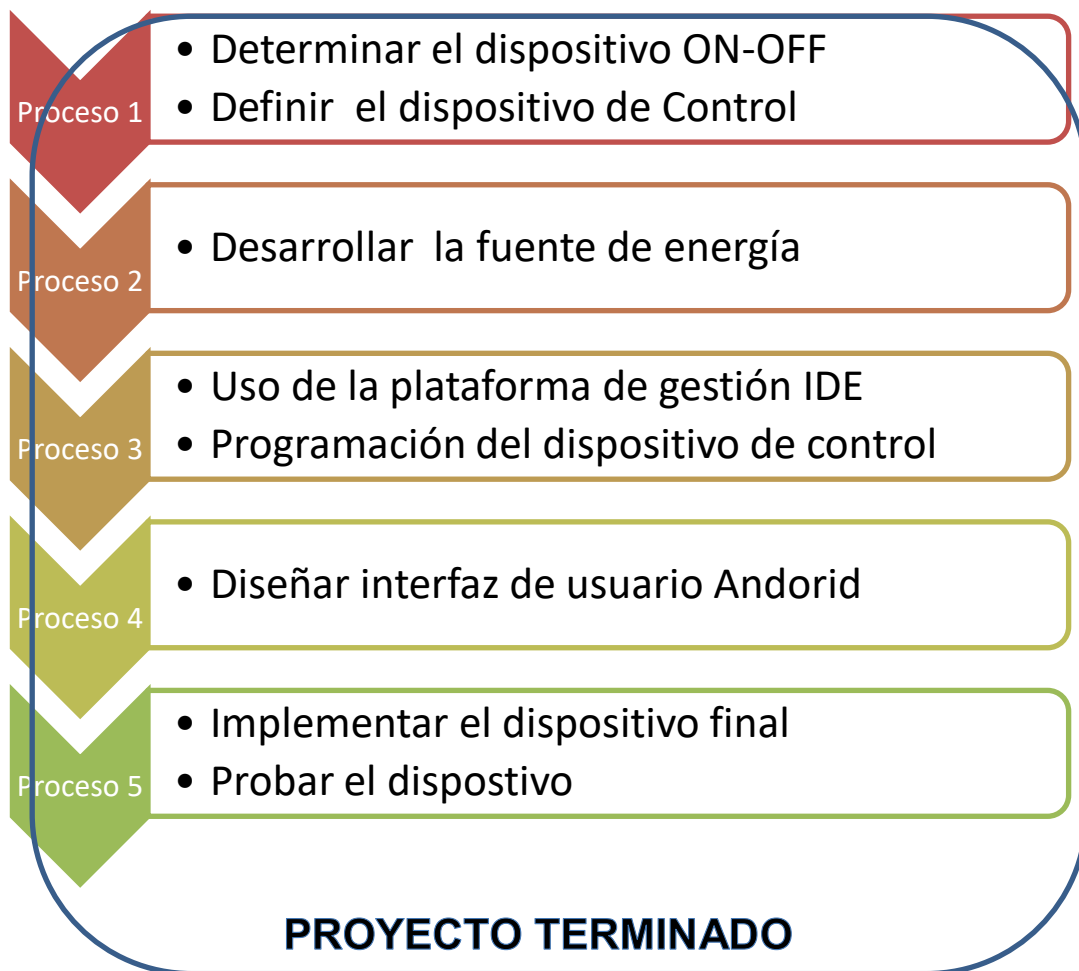 Proceso 1
• Determinar el dispositivo ON-OFF
• Definir  el dispositivo de Control
Proceso 2
• Desarrollar  la fuente de energía
Proceso 3
• Uso de la plataforma de gestión IDE
• Programación del dispositivo de control
Proceso 4
• Diseñar interfaz de usuario Andorid
Proceso 5
• Implementar el dispositivo final
• Probar el dispostivo
PROYECTO TERMINADO